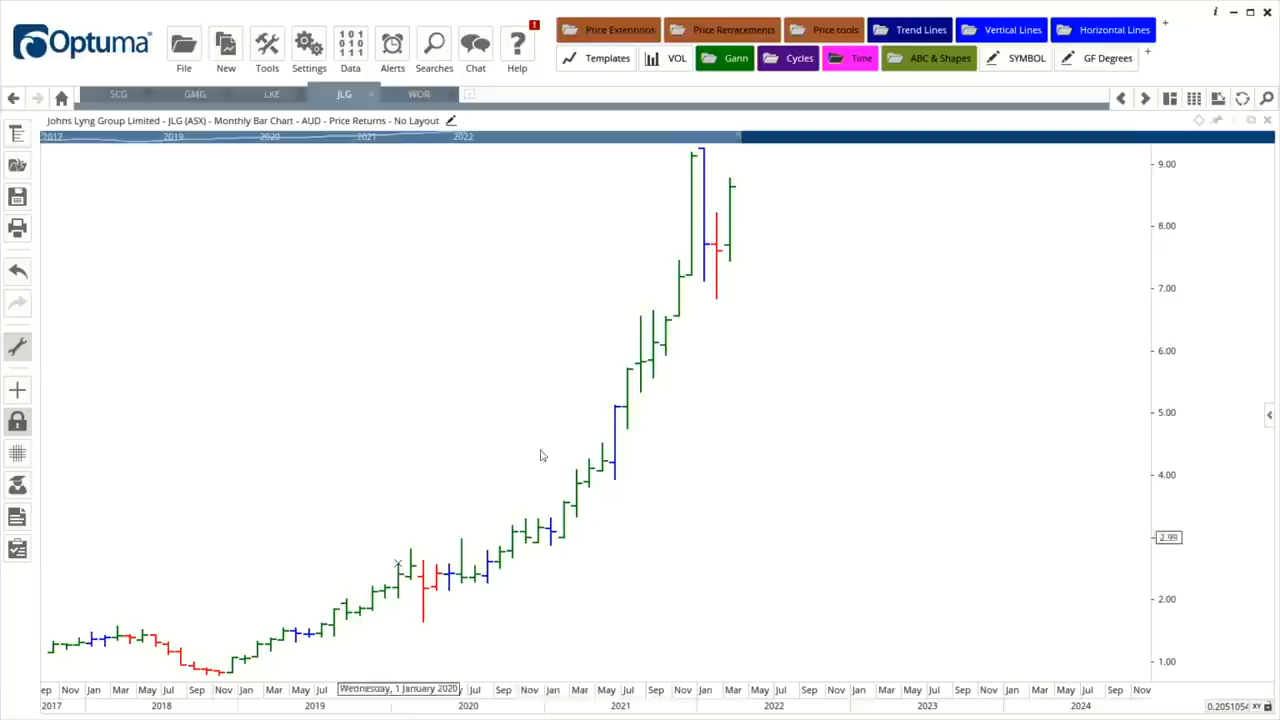 Optuma
File New Tools Settings Data Alerts Searches Chat Help
Price Extensions Price Retracements Price tools Trend Lines Vertical Lines Horizontal Lines
Templates VOL Gann Cycles Time ABC & Shapes SYMBOL GF Degrees
SCG GMG LKE JLG WOR
Johns Lyng Group Limited - JLG (ASX) - Monthly Bar Chart - AUD - Price Returns - No Layout
2017 2019 2020 2021 2022
9.00
8.00
7.00
6.00
5.00
4.00
2.99
2.00
1.00
ep Nov Jan Mar May Jul Sep Nov Jan Mar May Jul Wednesday, 1 January 2020 Jul Sep Nov Jan Mar May Jul Sep Nov Jan Mar May Jul Sep Nov Jan Mar May Jul Sep Nov Jan Mar May Jul Sep Nov
2017 2018 2019 2020 2021 2022 2023 2024
0.2051054 XY